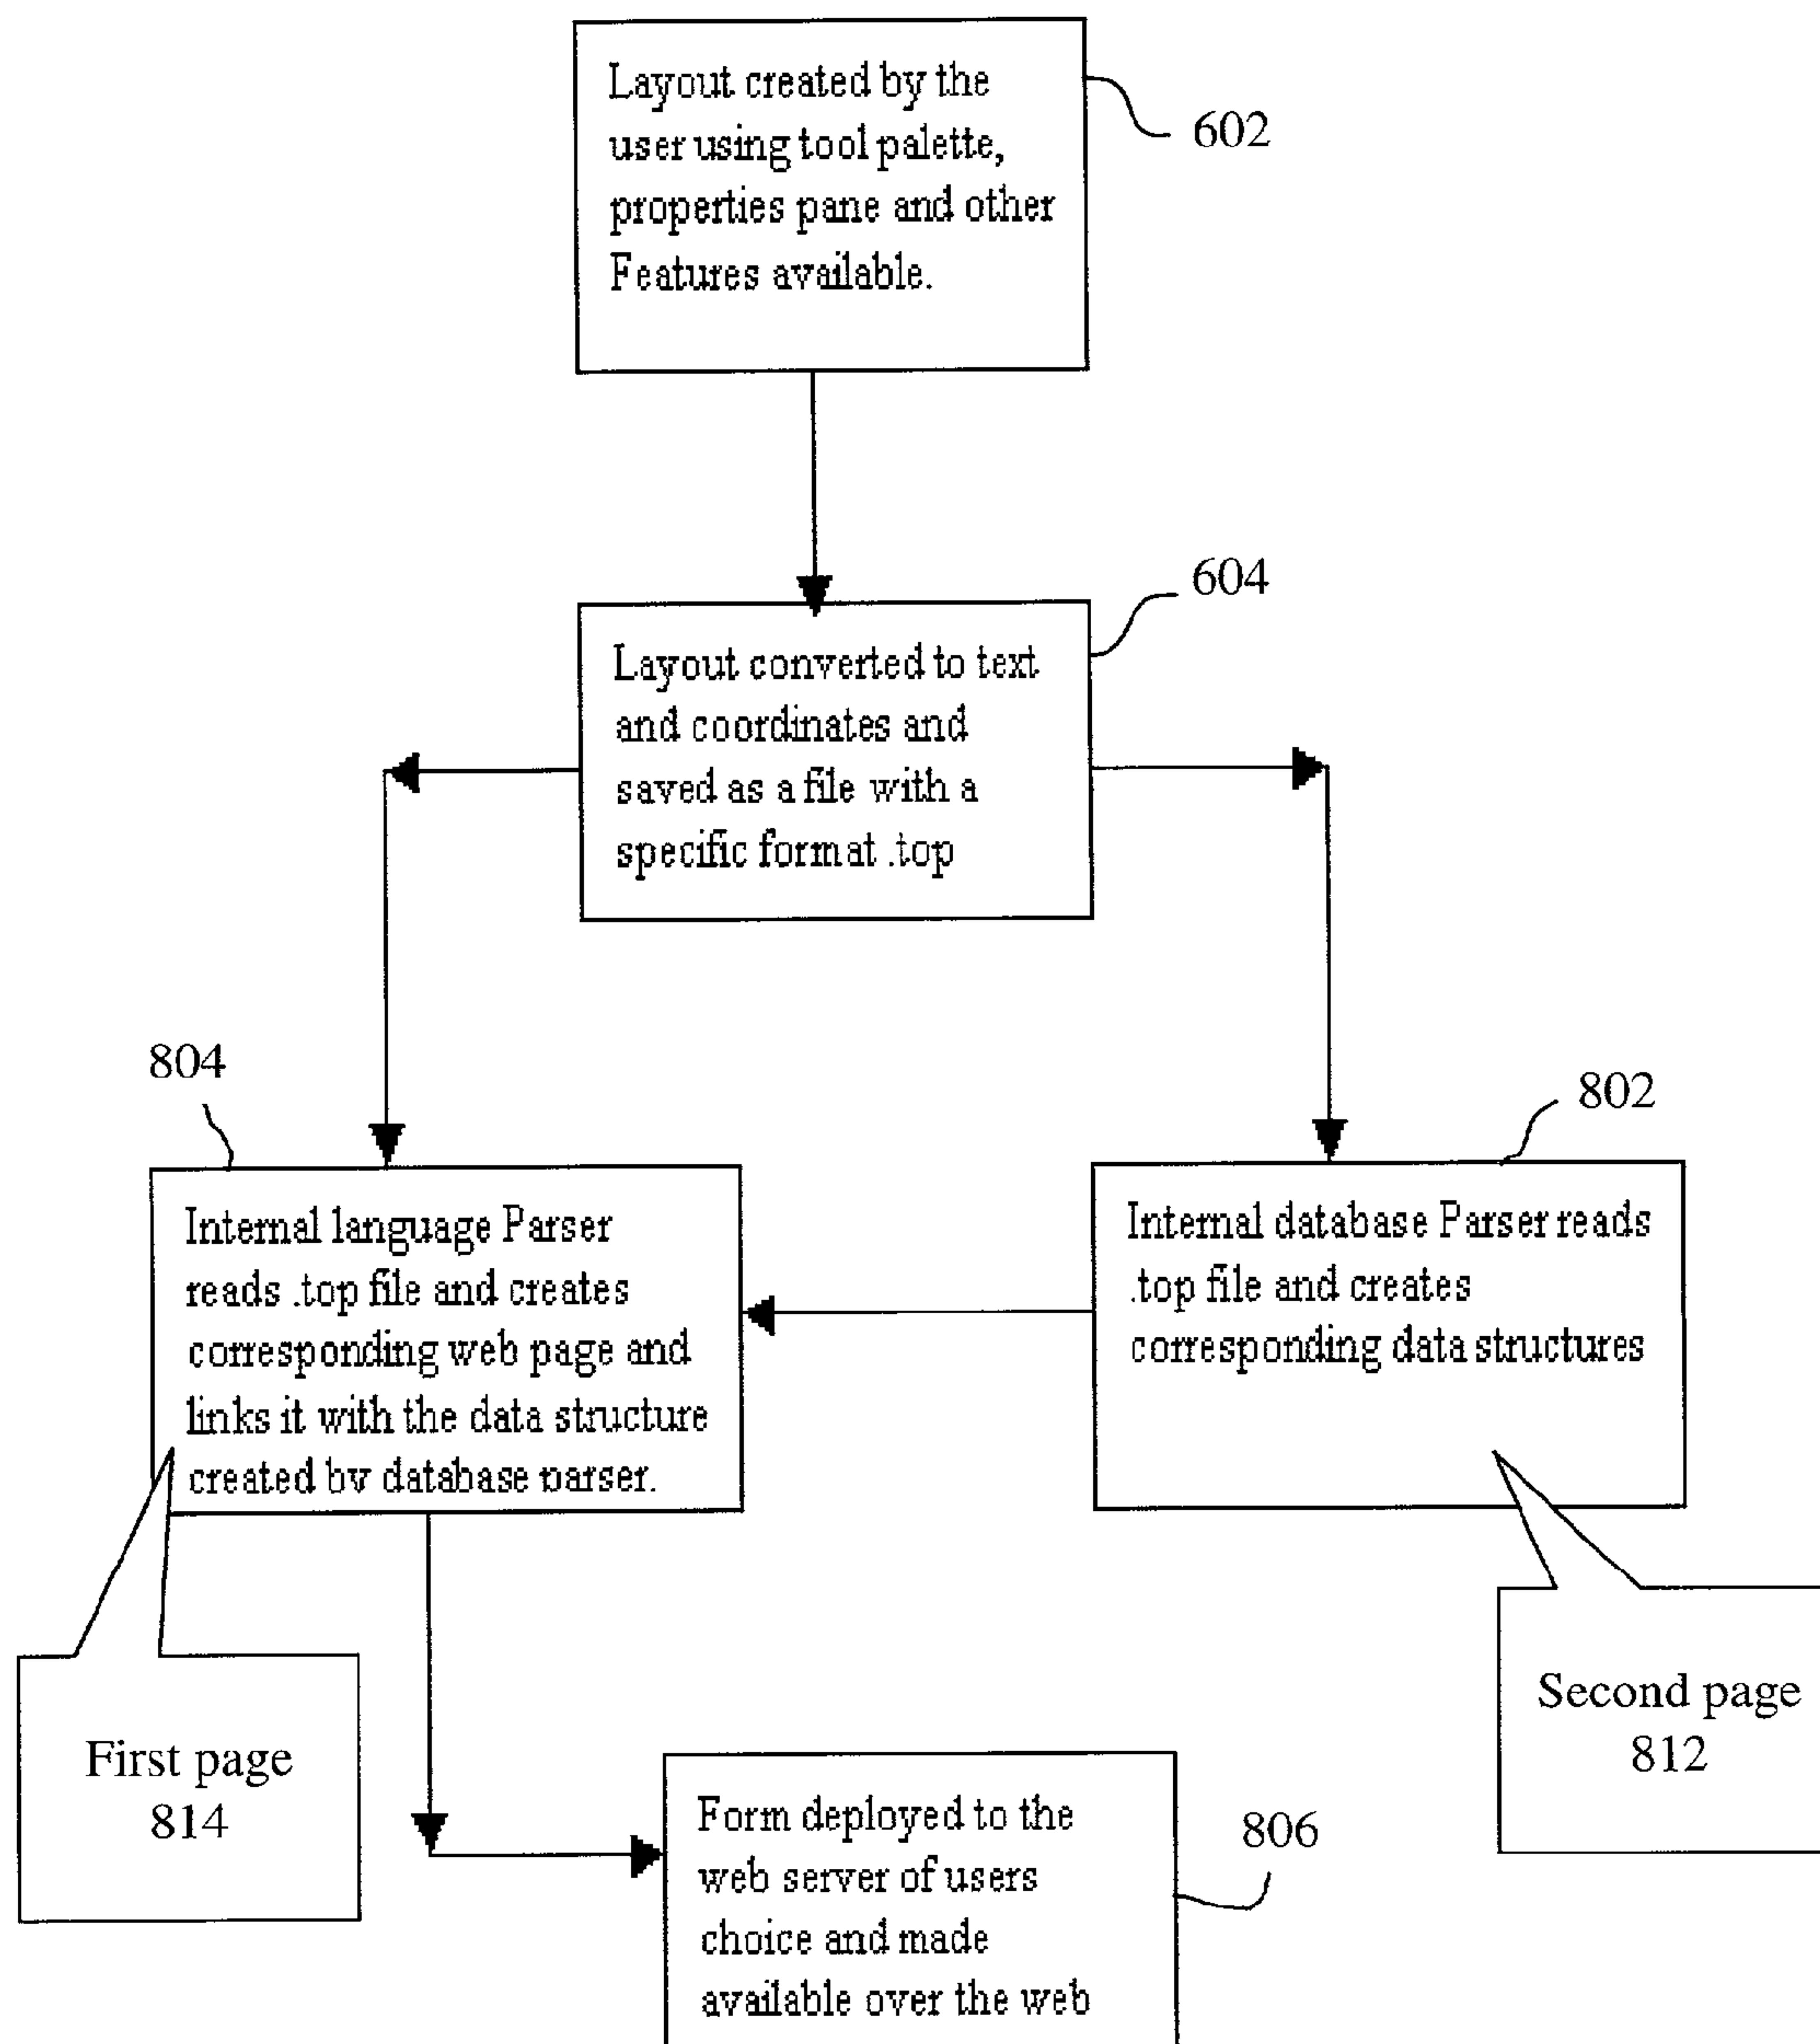 Layout created by the
user using tool palette,
properties pane and other
Features available.
602
604
Layout converted to text
and coordinates and
saved as a file with a
specific format .top
804
802
Internal language Parser
reads .top file and creates
corresponding web page and
links it with the data structure
created by database parser.
Internal database Parser reads
.top file and creates
corresponding data structures
First page
814
Second page
812
Form deployed to the
web server of users
choice and made
available over the web
806